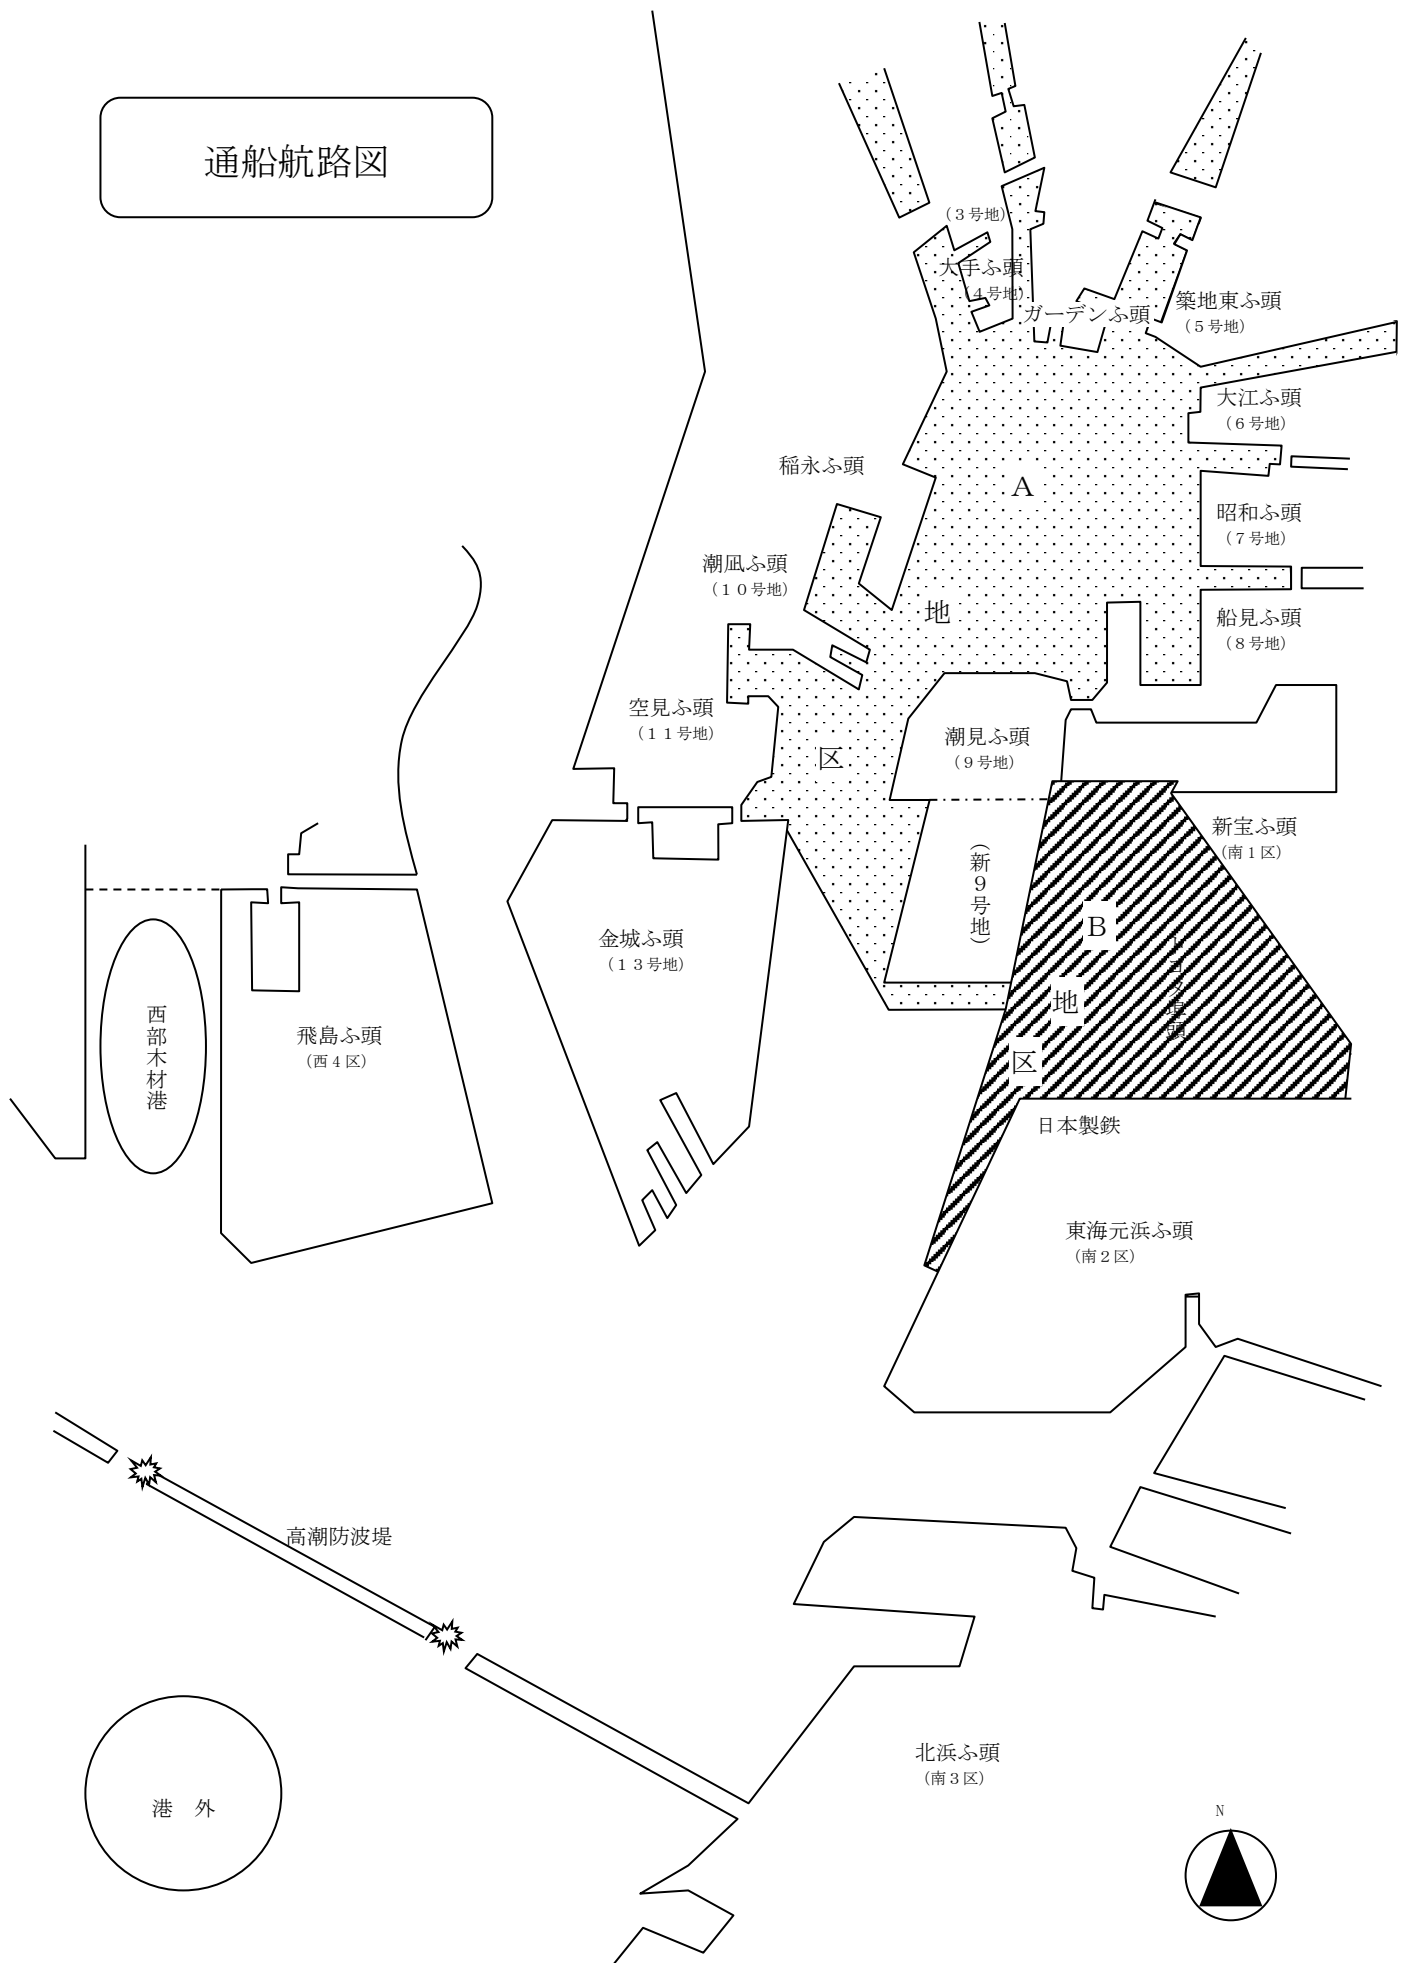 通船航路図
（３号地）
大手ふ頭
（４号地）
ガーデンふ頭
築地東ふ頭
（５号地）
大江ふ頭
（６号地）
稲永ふ頭
A
昭和ふ頭
（７号地）
潮凪ふ頭
（１０号地）
地
船見ふ頭
（８号地）
空見ふ頭
（１１号地）
区
潮見ふ頭
（９号地）
新宝ふ頭
（南１区）
（新９号地）
B
金城ふ頭
（１３号地）
トヨタ埠頭
地
西部木材港
飛島ふ頭
（西４区）
区
日本製鉄
東海元浜ふ頭
（南２区）
高潮防波堤
北浜ふ頭
（南３区）
港　外
N